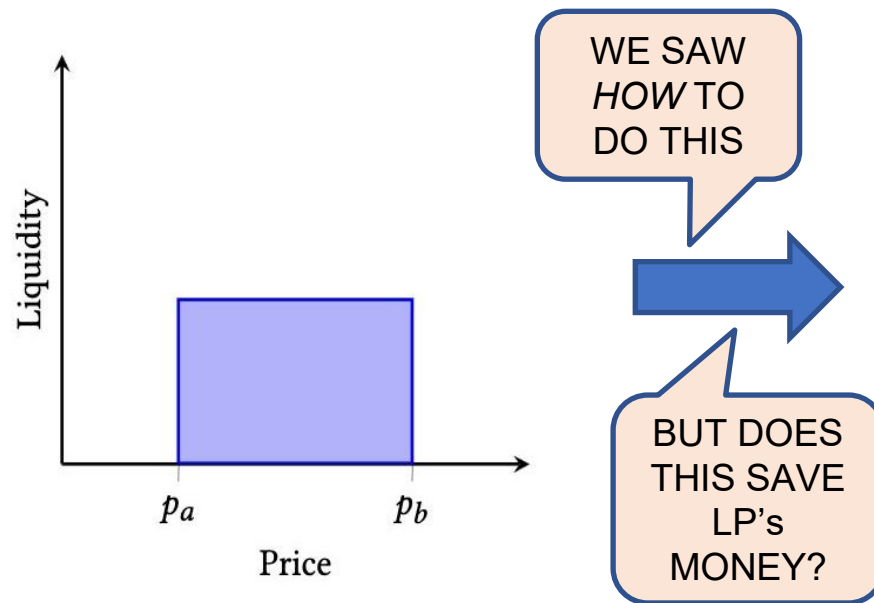 Liquidity
p_a
p_b
Price
WE SAW
HOW TO
DO THIS
BUT DOES
THIS SAVE
LP's
MONEY?